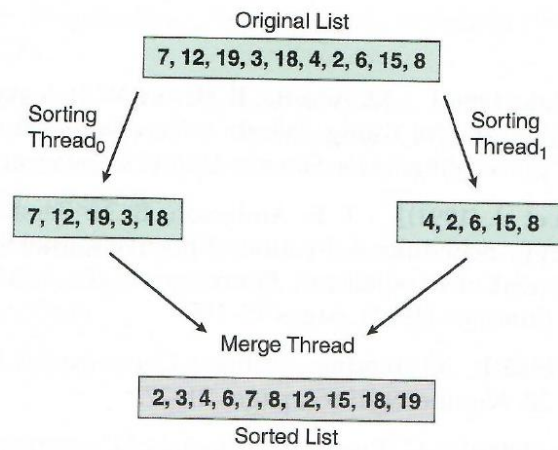 Original List
7, 12, 19, 3, 18, 4, 2, 6, 15, 8
Sorting
Thread₀
Sorting
Thread₁
7, 12, 19, 3, 18
4, 2, 6, 15, 8
Merge Thread
2, 3, 4, 6, 7, 8, 12, 15, 18, 19
Sorted List